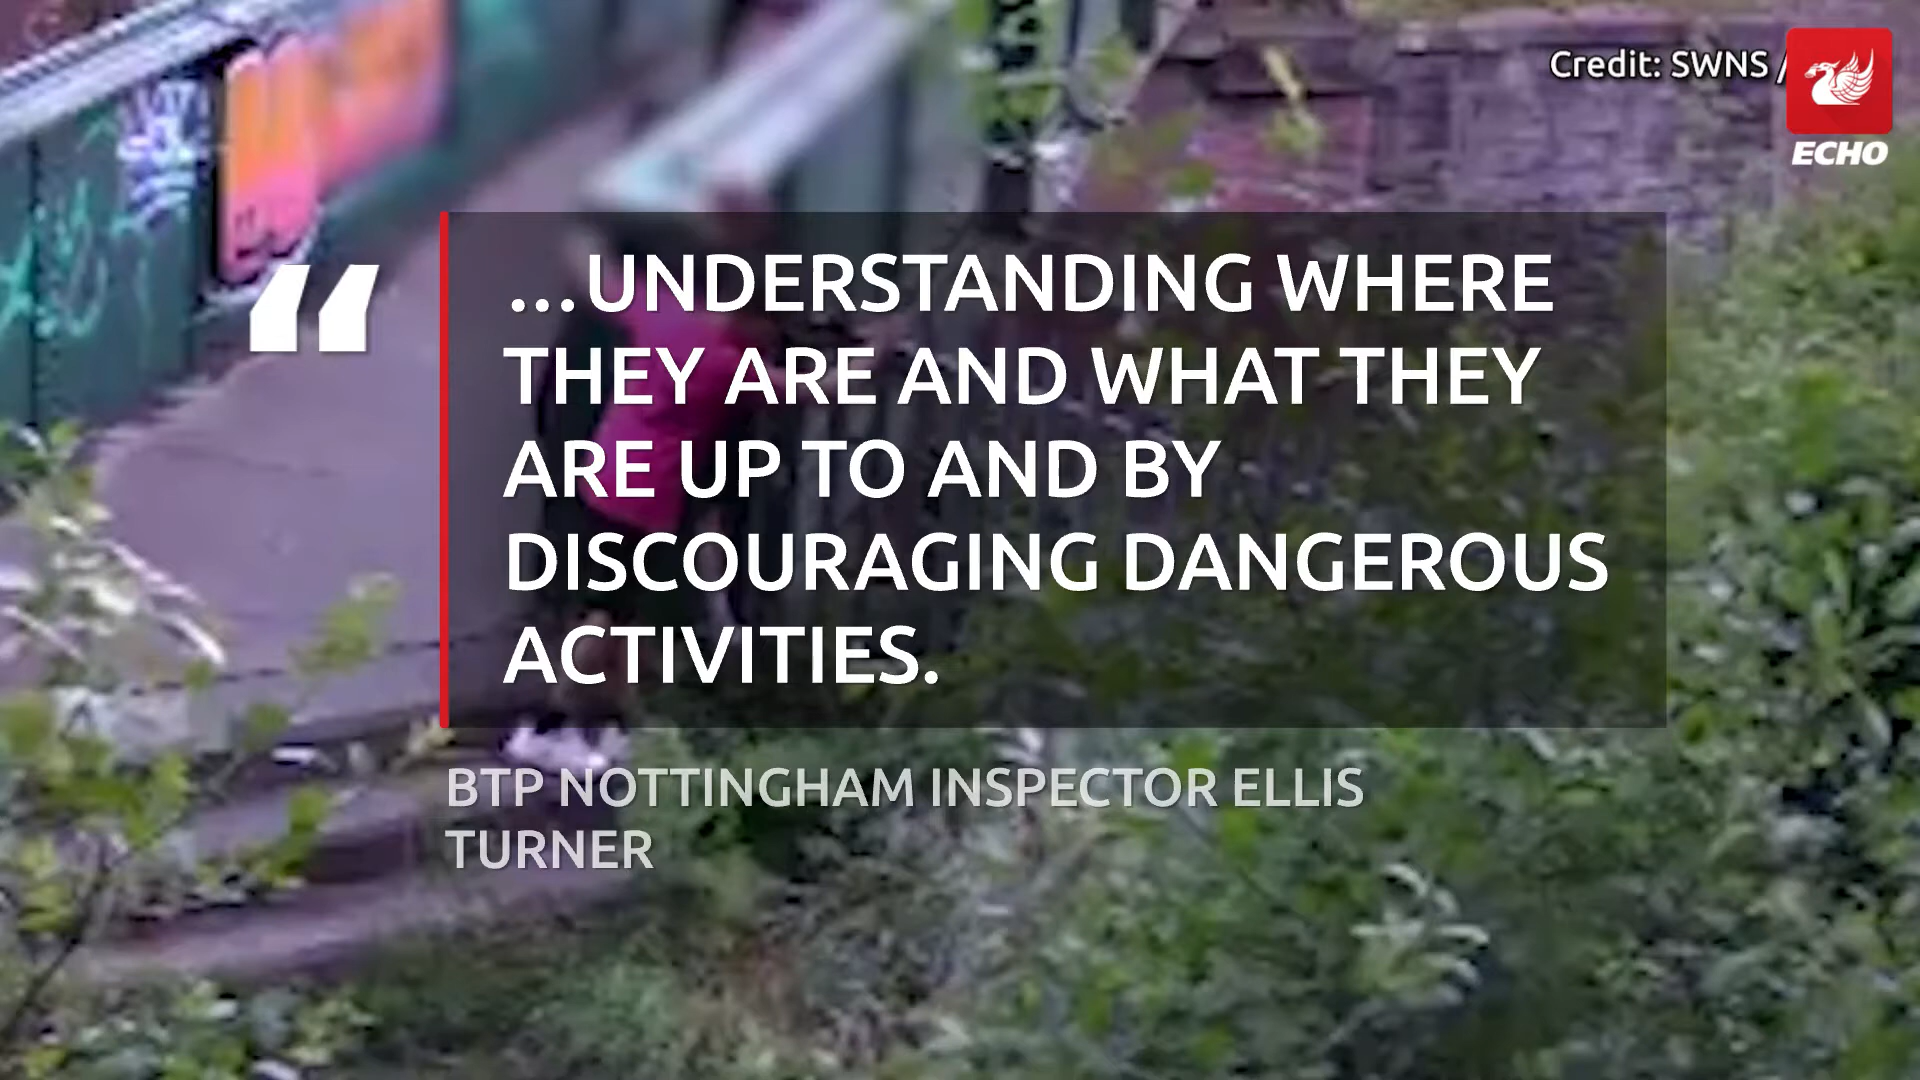 Credit: SWNS /
ECHO
“
...UNDERSTANDING WHERE
THEY ARE AND WHAT THEY
ARE UP TO AND BY
DISCOURAGING DANGEROUS
ACTIVITIES.
BTP NOTTINGHAM INSPECTOR ELLIS
TURNER